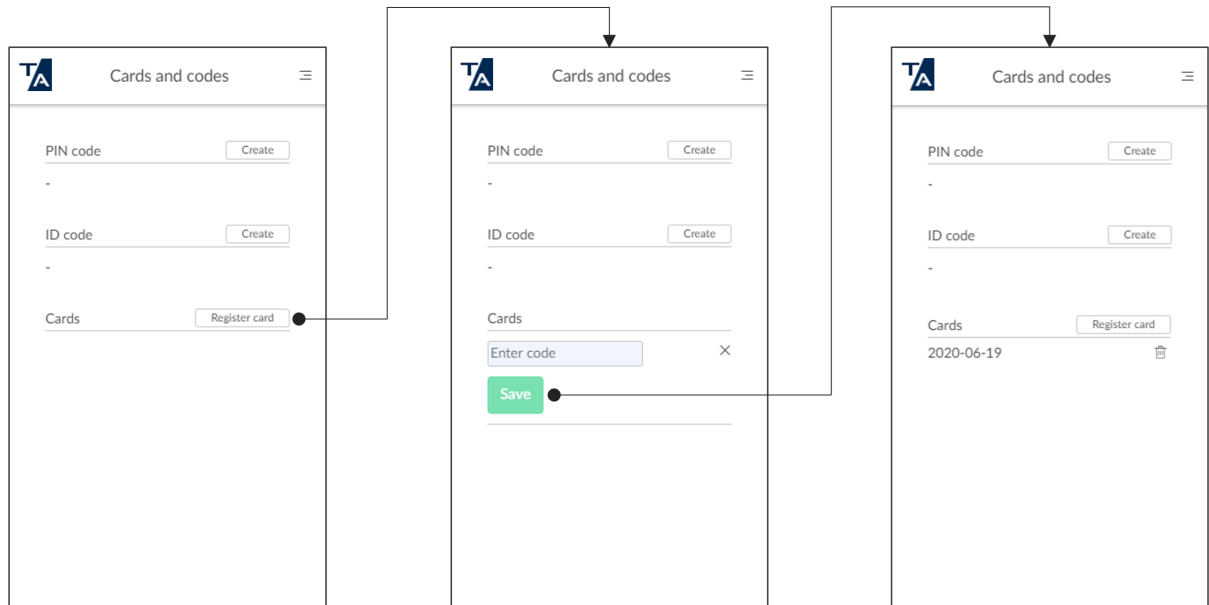 TA
Cards and codes
PIN code
Create
-
ID code
Create
-
Cards
Register card
TA
Cards and codes
PIN code
Create
-
ID code
Create
-
Cards
Enter code
Save
TA
Cards and codes
PIN code
Create
-
ID code
Create
-
Cards
Register card
2020-06-19